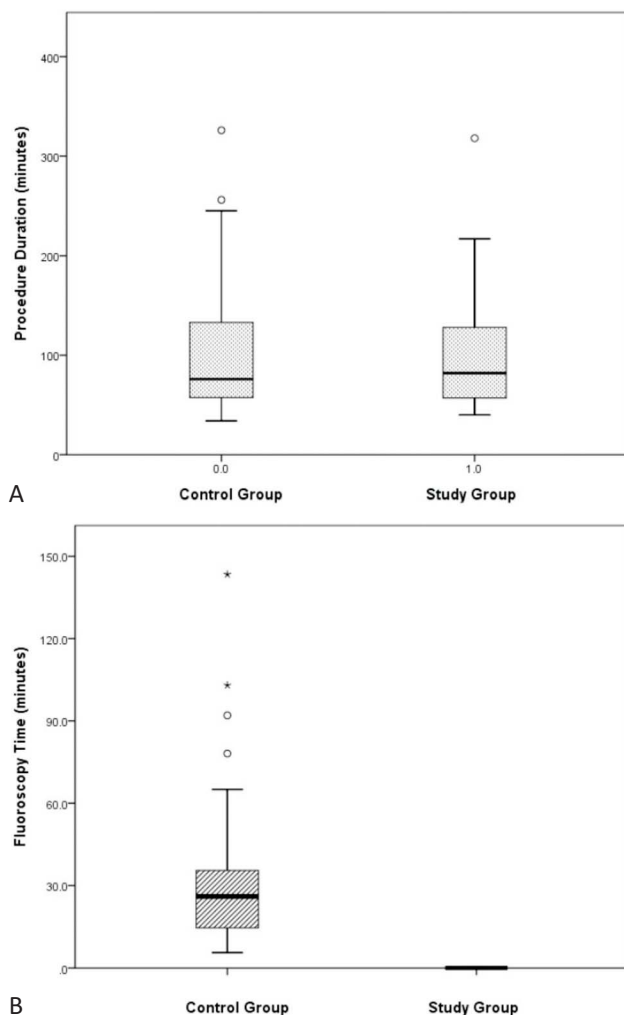 400
300
200
100
0
Procedure Duration (minutes)
0.0 1.0
Control Group Study Group
A
150.0
120.0
90.0
60.0
30.0
.0
Fluoroscopy Time (minutes)
Control Group Study Group
B